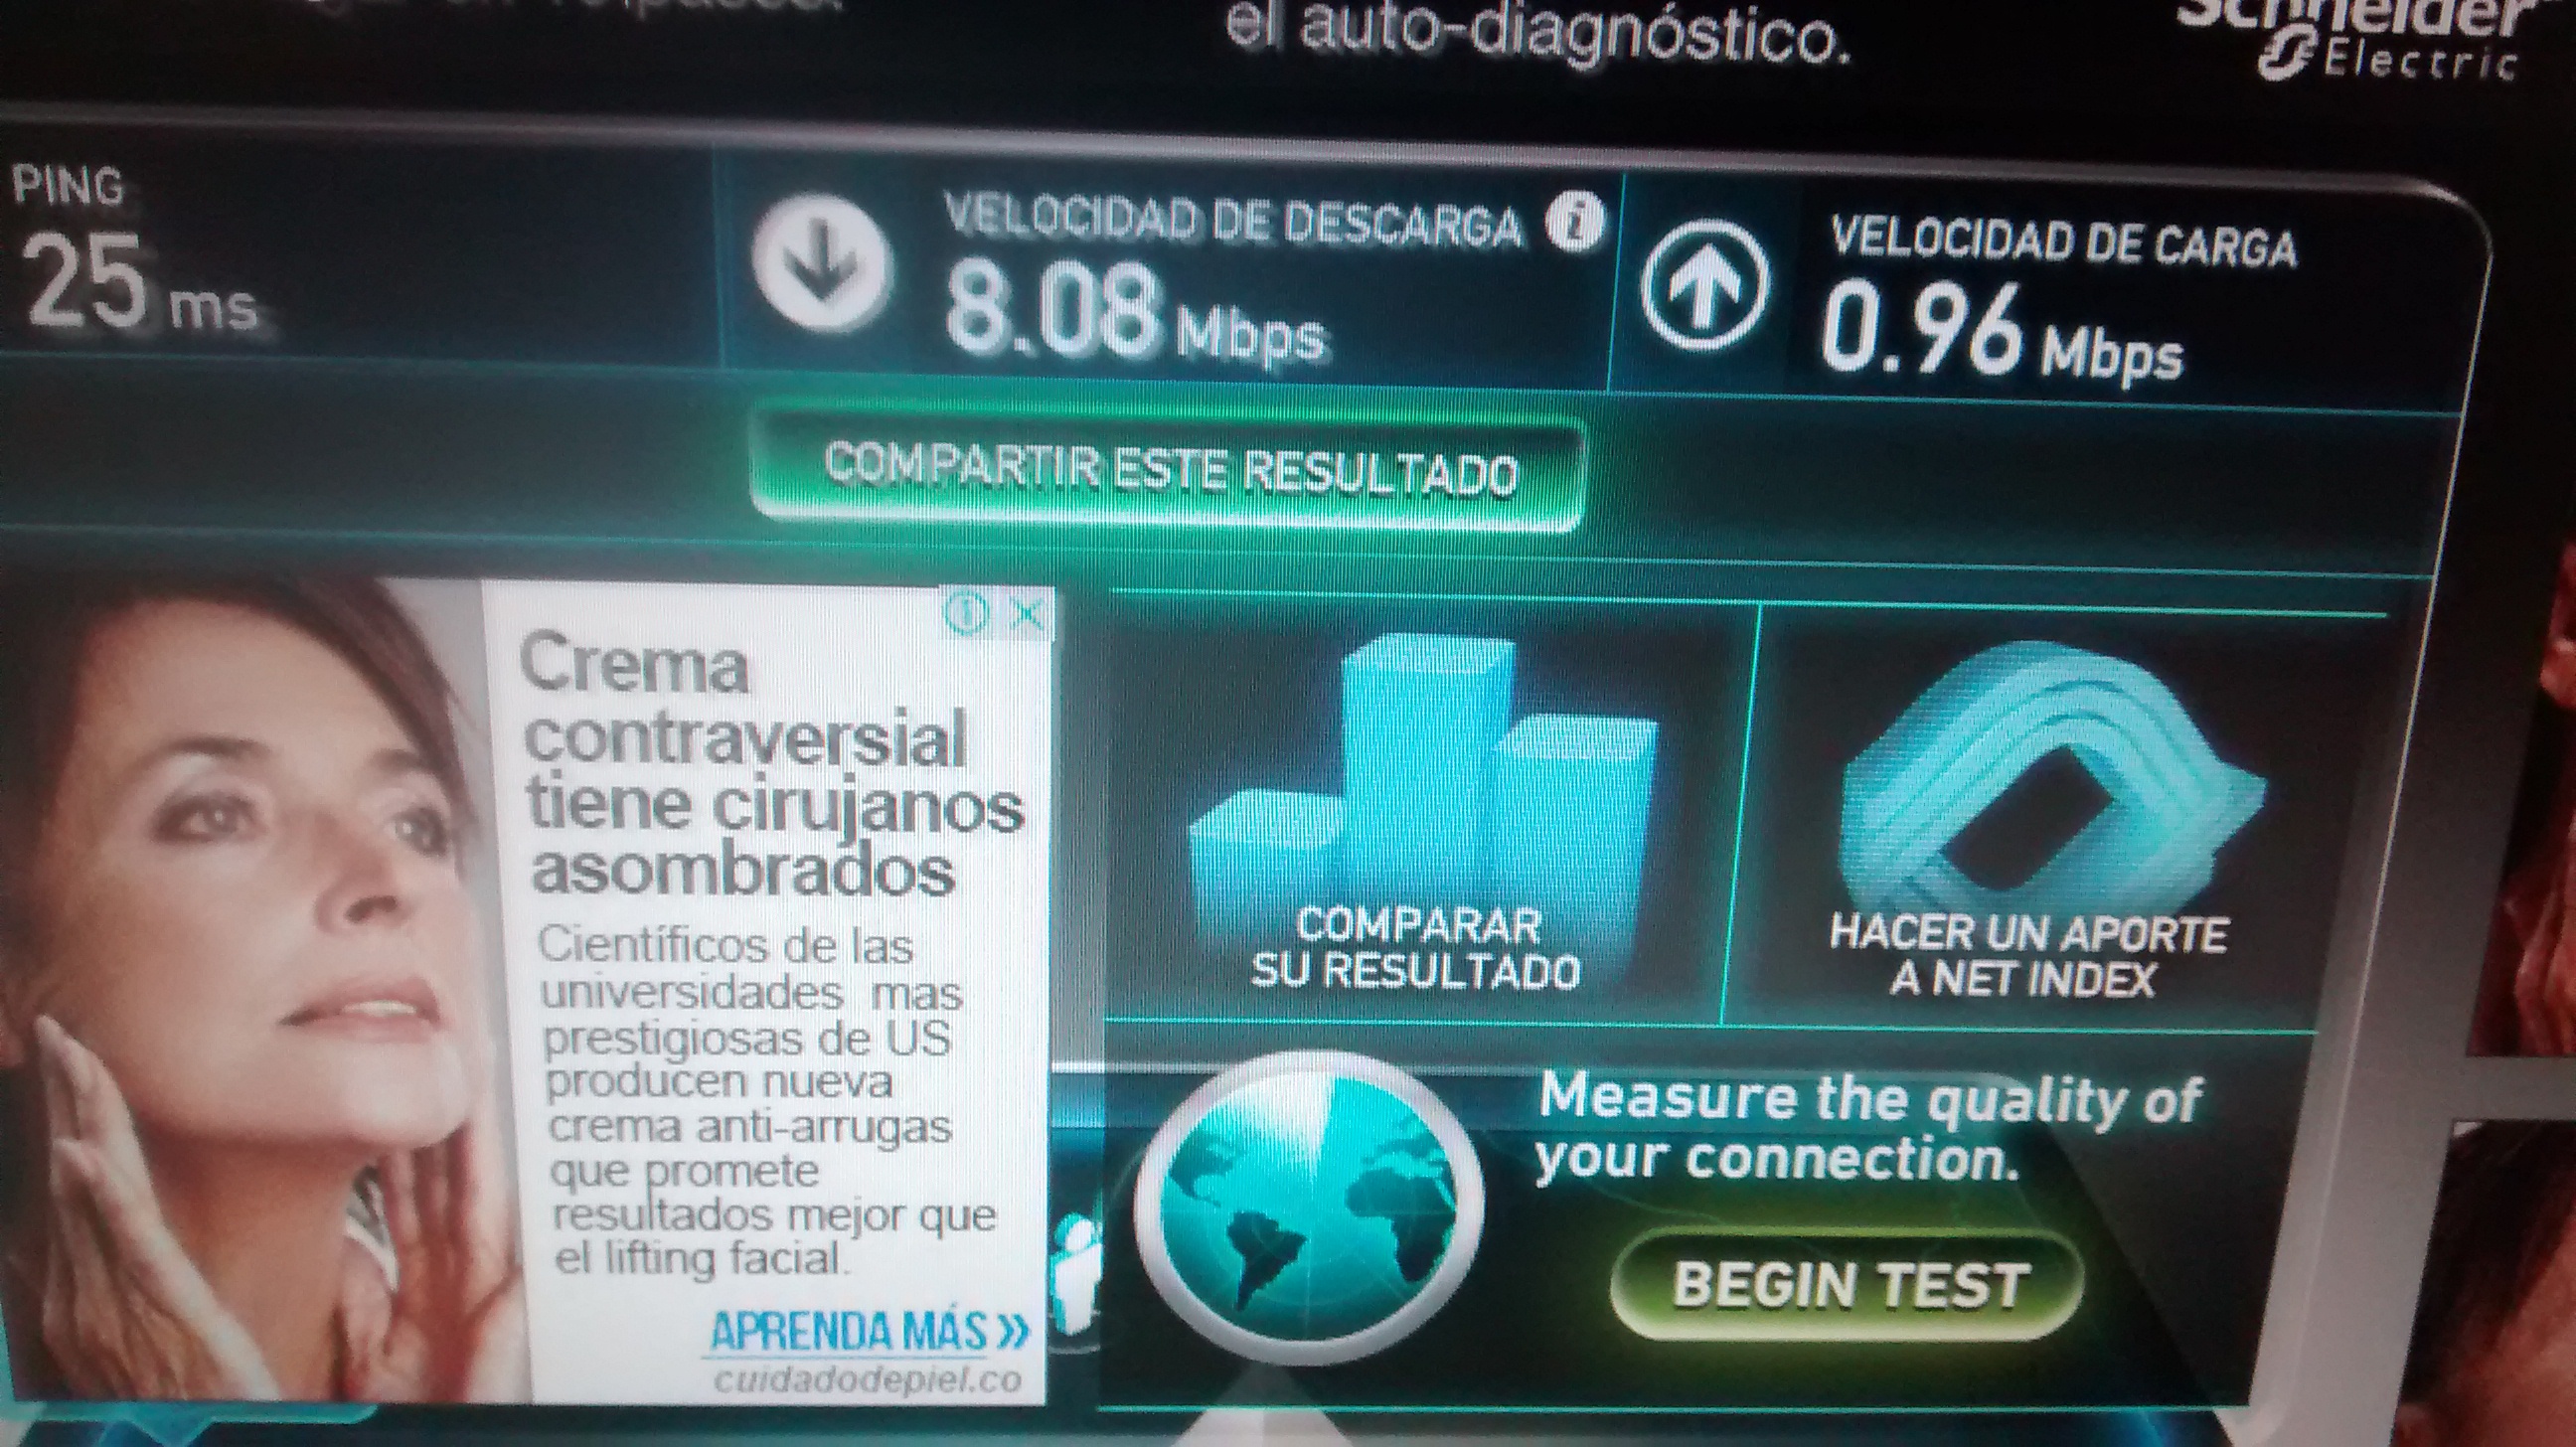 el auto-diagnóstico.
Schneider
Electric
PING
25 ms
VELOCIDAD DE DESCARGA
8.08 Mbps
VELOCIDAD DE CARGA
0.96 Mbps
COMPARTIR ESTE RESULTADO
Crema
contraversial
tiene cirujanos
asombrados
Científicos de las
universidades mas
prestigiosas de US
producen nueva
crema anti-arrugas
que promete
resultados mejor que
el lifting facial.
APRENDA MÁS »
cuidadodepiel.co
COMPARAR
SU RESULTADO
HACER UN APORTE
A NET INDEX
Measure the quality of
your connection.
BEGIN TEST